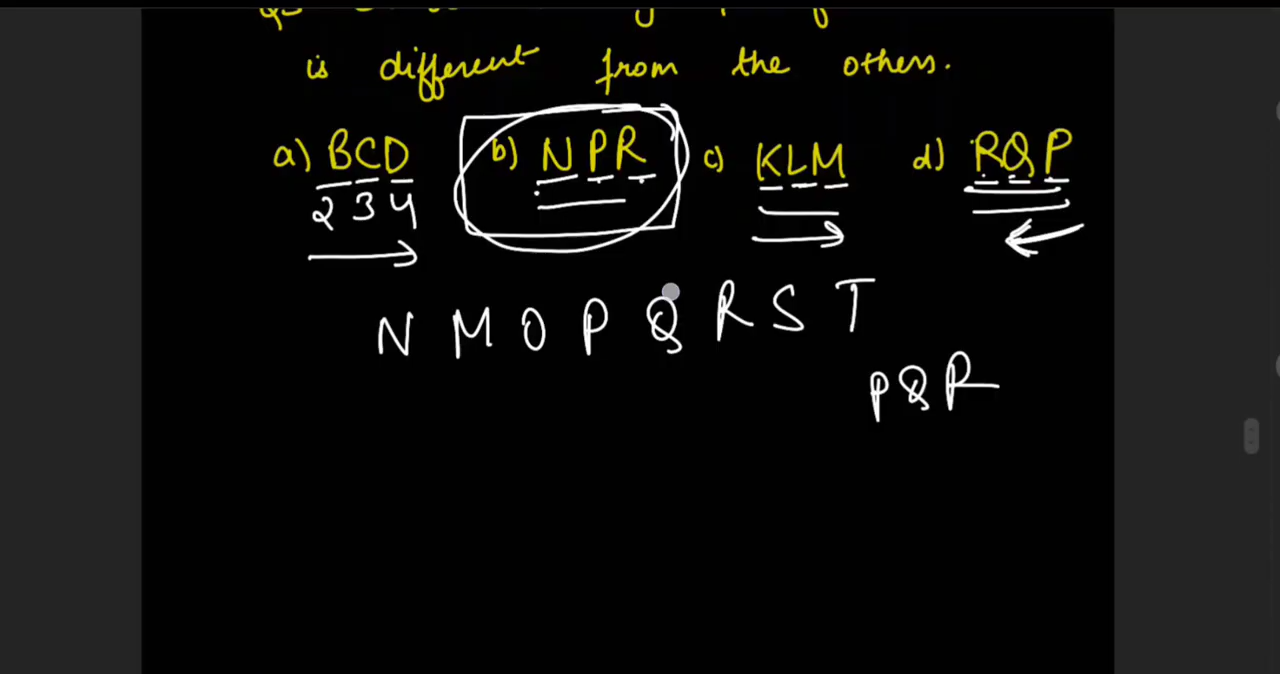 is different from the others.
a) BCD b) NPR c) KLM d) RQP
2 3 4
N M O P Q R S T
P Q R